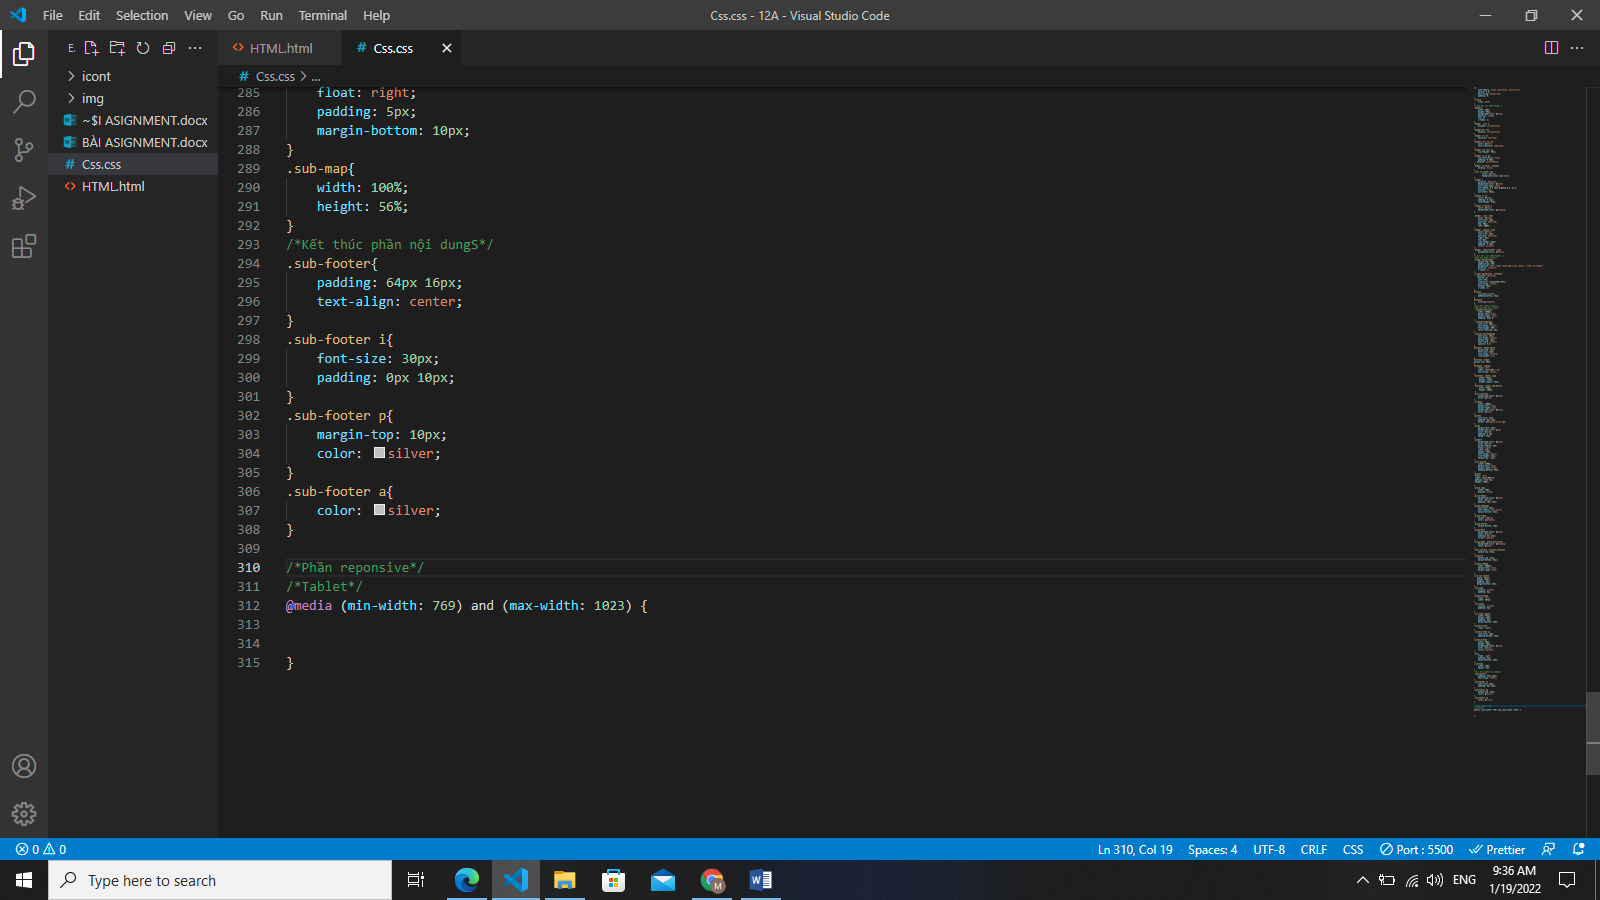 File Edit Selection View Go Run Terminal Help
Css.css - 12A - Visual Studio Code
E.
icont
img
~$I ASIGNMENT.docx
BÀI ASIGNMENT.docx
Css.css
HTML.html
HTML.html Css.css
Css.css > ...
285 float: right;
286 padding: 5px;
287 margin-bottom: 10px;
288 }
289 .sub-map{
290 width: 100%;
291 height: 56%;
292 }
293 /*Kết thúc phần nội dungS*/
294 .sub-footer{
295 padding: 64px 16px;
296 text-align: center;
297 }
298 .sub-footer i{
299 font-size: 30px;
300 padding: 0px 10px;
301 }
302 .sub-footer p{
303 margin-top: 10px;
304 color: silver;
305 }
306 .sub-footer a{
307 color: silver;
308 }
309
310 /*Phần reponsive*/
311 /*Tablet*/
312 @media (min-width: 769) and (max-width: 1023) {
313
314
315 }
0 0
Ln 310, Col 19 Spaces: 4 UTF-8 CRLF CSS Port : 5500 Prettier
Type here to search
M
ENG
9:36 AM
1/19/2022